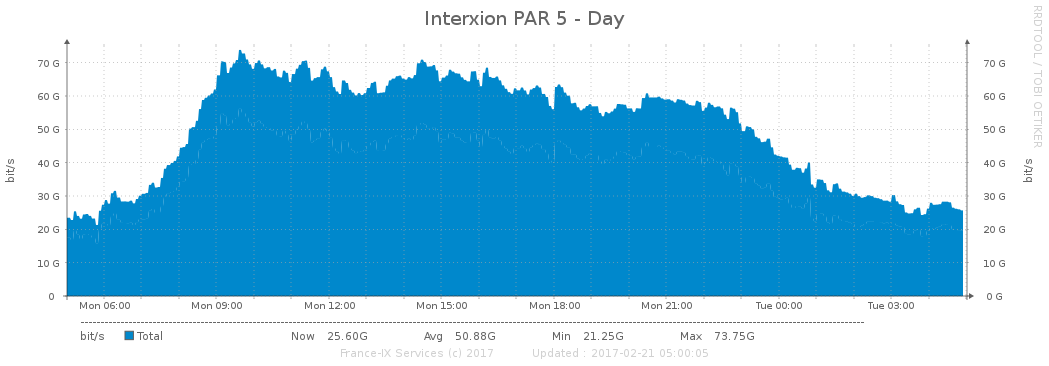 Interxion PAR 5 - Day
RRDTOOL / TOBI OETIKER
bit/s
70 G
60 G
50 G
40 G
30 G
20 G
10 G
0
70 G
60 G
50 G
40 G
30 G
20 G
10 G
0 G
bit/s
Mon 06:00 Mon 09:00 Mon 12:00 Mon 15:00 Mon 18:00 Mon 21:00 Tue 00:00 Tue 03:00
bit/s Total Now 25.60G Avg 50.88G Min 21.25G Max 73.75G
France-IX Services (c) 2017 Updated : 2017-02-21 05:00:05